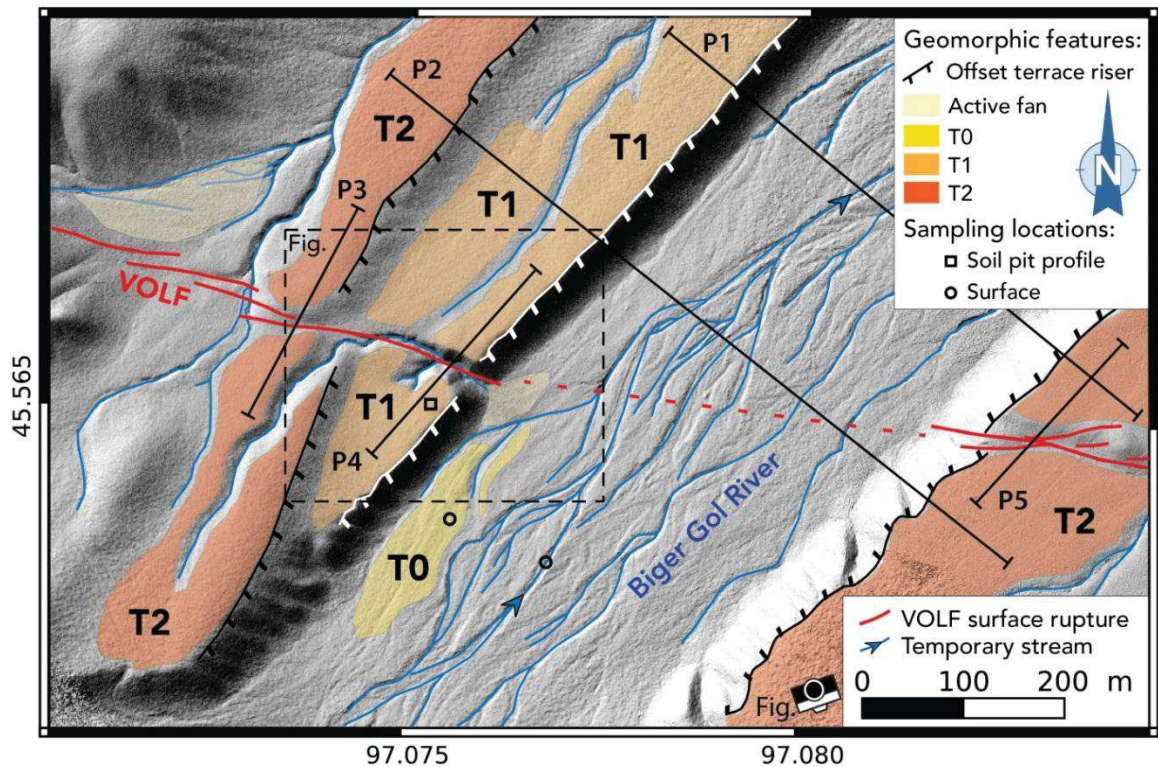 P2
P1
T2
T1
T1
P3
Fig.
VOLF
T1
P4
T0
T2
Biger Gol River
P5
T2
Fig.
Geomorphic features:
Offset terrace riser
Active fan
T0
T1
T2
Sampling locations:
Soil pit profile
Surface
N
VOLF surface rupture
Temporary stream
0 100 200 m
45.565
97.075 97.080